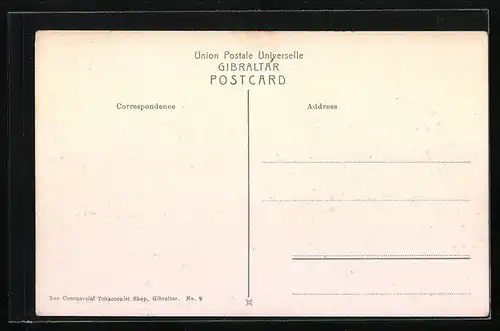 Union Postale Universelle
GIBRALTAR
POSTCARD
Correspondence
Address
The Commercial Tobacconist Shop, Gibraltar. No. 9